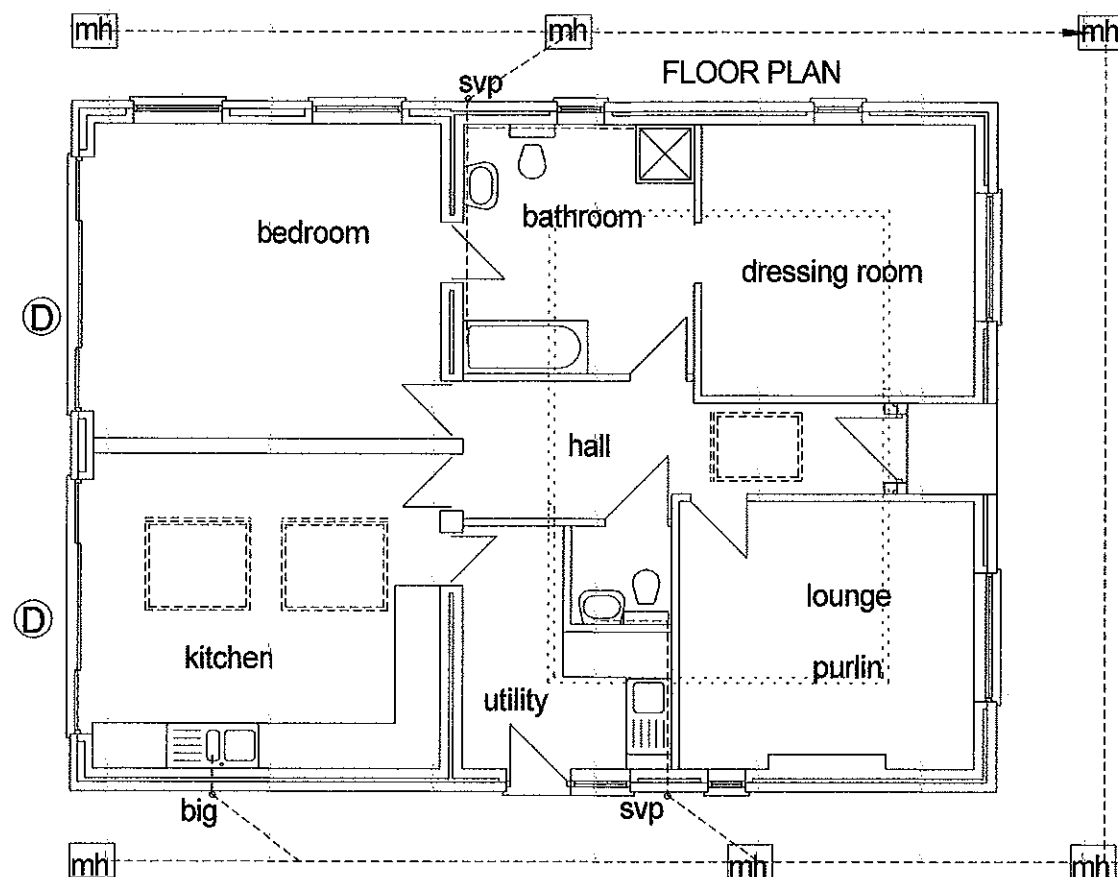 mh
mh
mh
FLOOR PLAN
svp
bedroom
bathroom
dressing room
D
hall
D
lounge
kitchen
purlin
utility
big
svp
mh
mh
mh